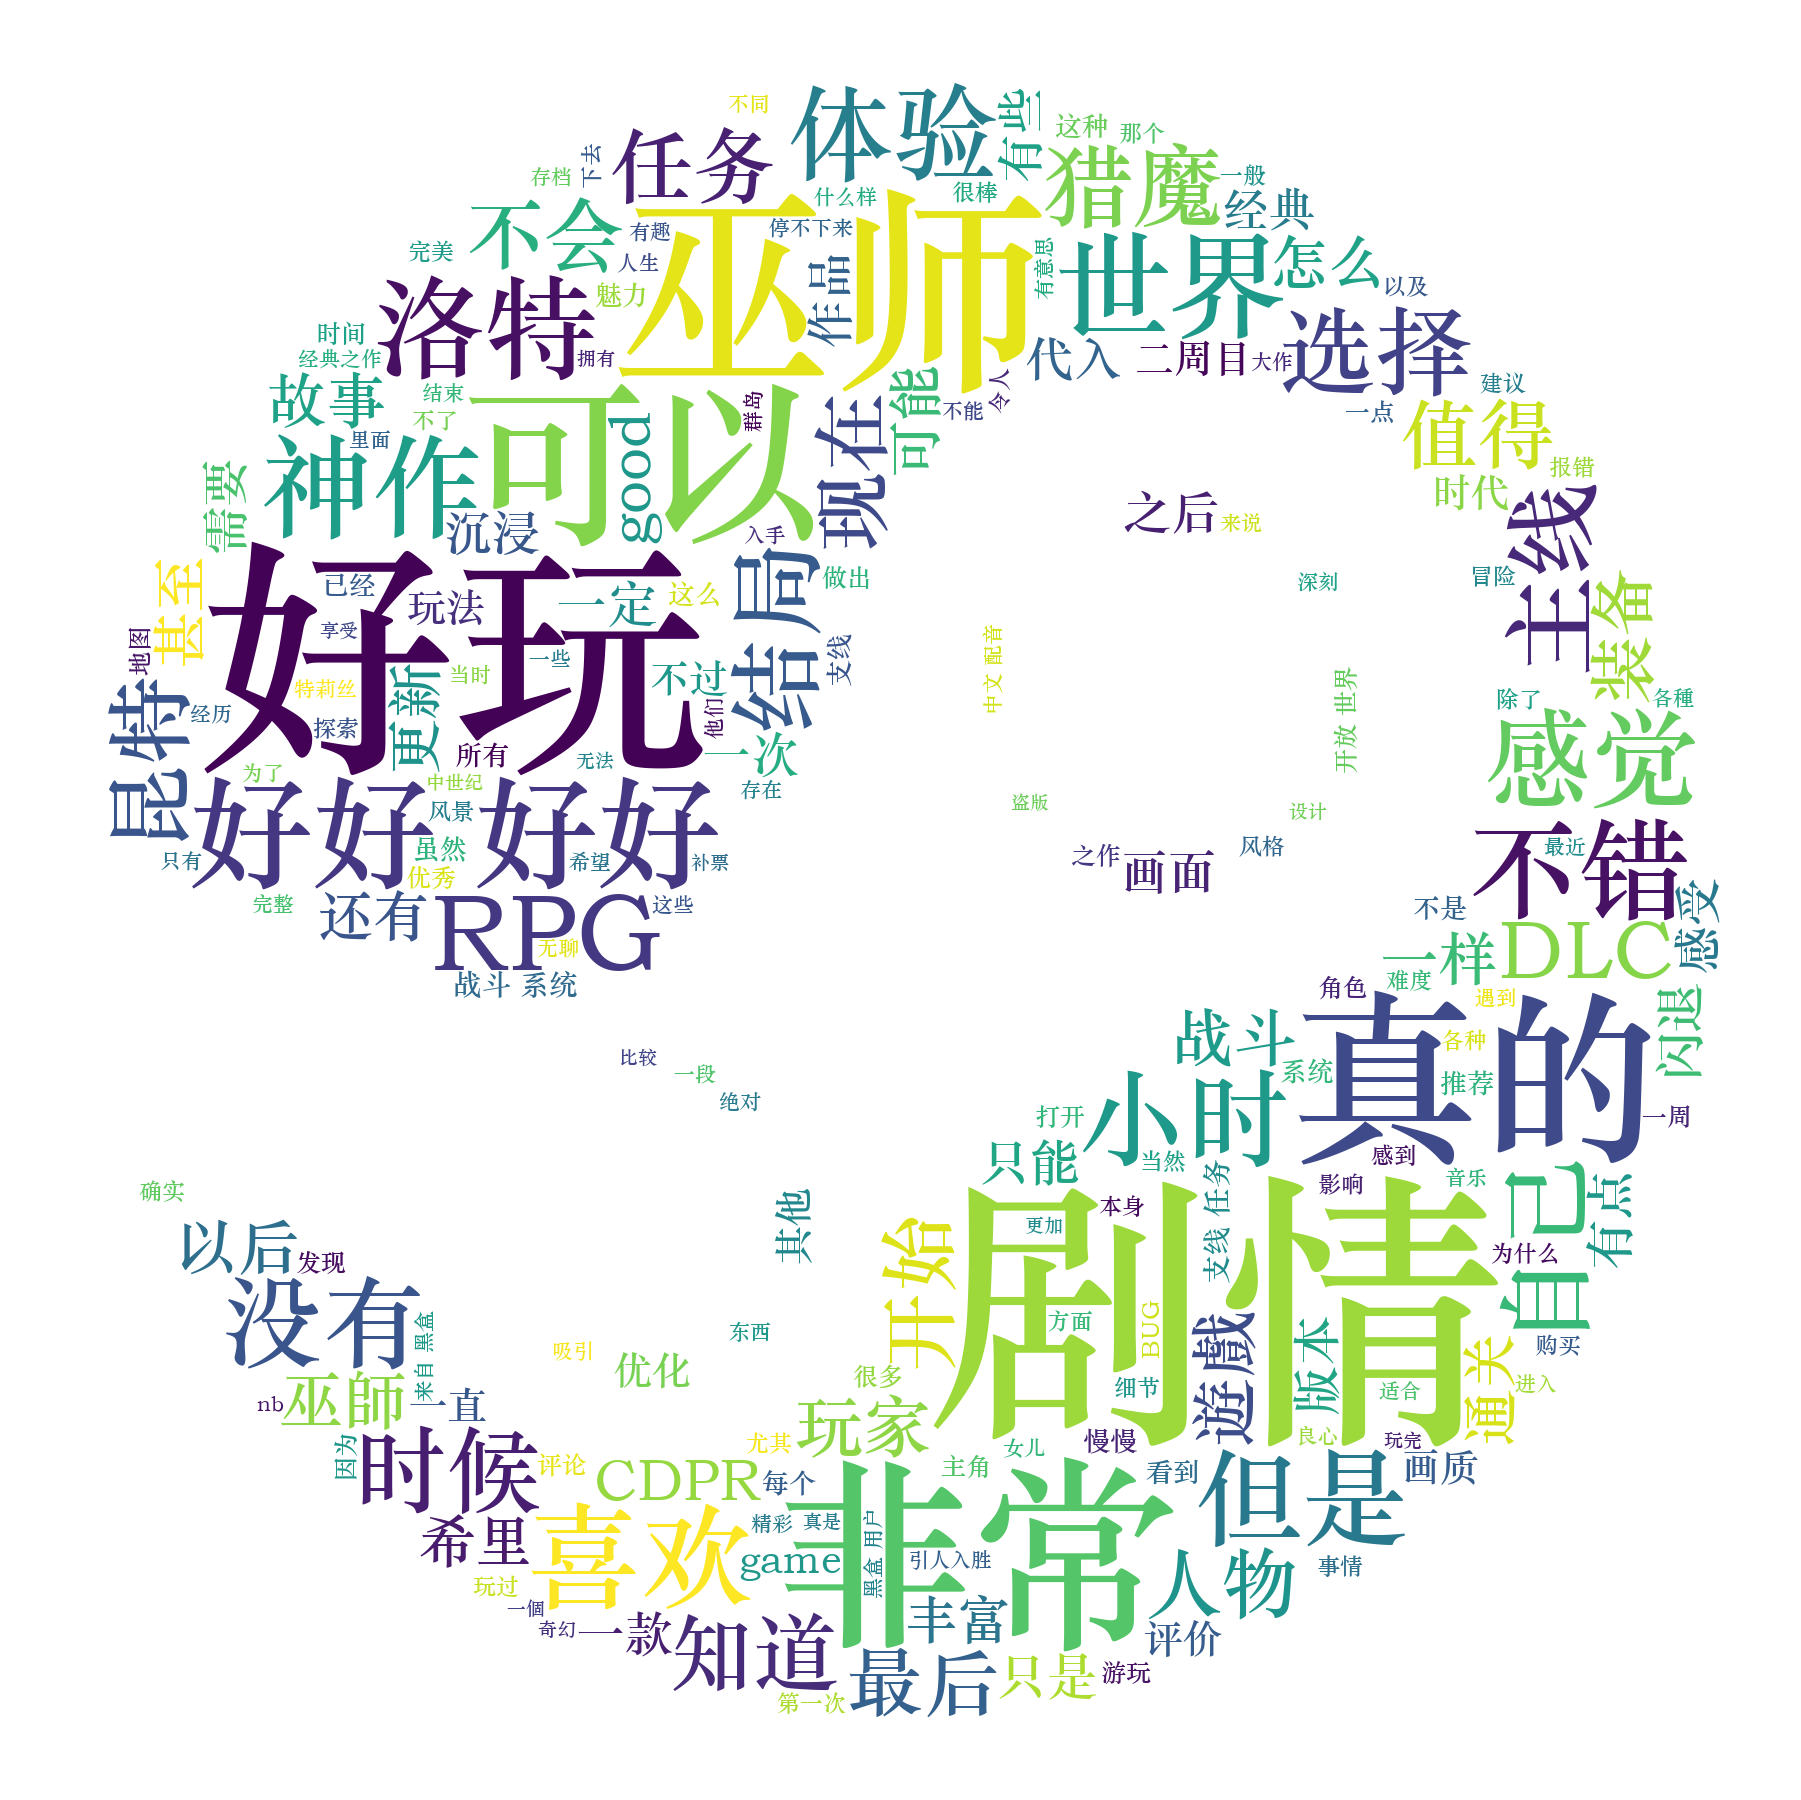 不同
体验
有些
这种
那个
任务
下去
存档
什么样
很棒
猎魔
一般
经典
不会
有趣
停不下来
巫师
完美
人生
魅力
作品
有意思
世界
怎么
以及
洛特
拥有
代入
二周目
大作
选择
时间
经典之作
故事
结束
不了
里面
可以
群岛
good
现在
可能
不能
令人
建议
一点
值得
报错
时代
神作
沉浸
需要
入手
之后
来说
主线
甚至
已经
玩法
一定
这么
结局
做出
深刻
冒险
装备
好玩
享受
地图
特莉丝
当时
一些
不过
支线
中文 配音
开放 世界
除了
各種
昆特
经历
探索
更新
所有
无法
他们
一次
存在
感觉
为了
中世纪
风景
好好 好好
虽然
希望
补票
只有
优秀
盗版
设计
之作
画面
风格
不错
最近
完整
还有
RPG
无聊
这些
战斗 系统
不是
感受
一样
DLC
难度
角色
遇到
闪退
比较
一段
绝对
战斗
系统
各种
推荐
真的
一周
打开
小时
只能
当然
感到
影响
音乐
确实
以后
发现
其他
支线 任务
本身
更加
自己
有点
为什么
没有
来自 黑盒
东西
吸引
优化
开始
剧情
方面
BUG
细节
遊戲
版本
适合
通关
购买
进入
nb
巫師
一直
很多
玩家
因为
时候
评论
尤其
CDPR
每个
主角
女儿
慢慢
看到
良心
玩完
画质
但是
希里
喜欢
精彩
真是
game
黑盒 用户
非常
引人入胜
人物
事情
玩过
一個
奇幻
一款
知道
丰富
评价
最后
只是
游玩
第一次